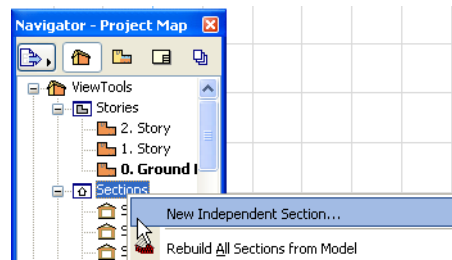 Navigator - Project Map
ViewTools
Stories
2. Story
1. Story
0. Ground
Sections
New Independent Section...
Rebuild All Sections from Model